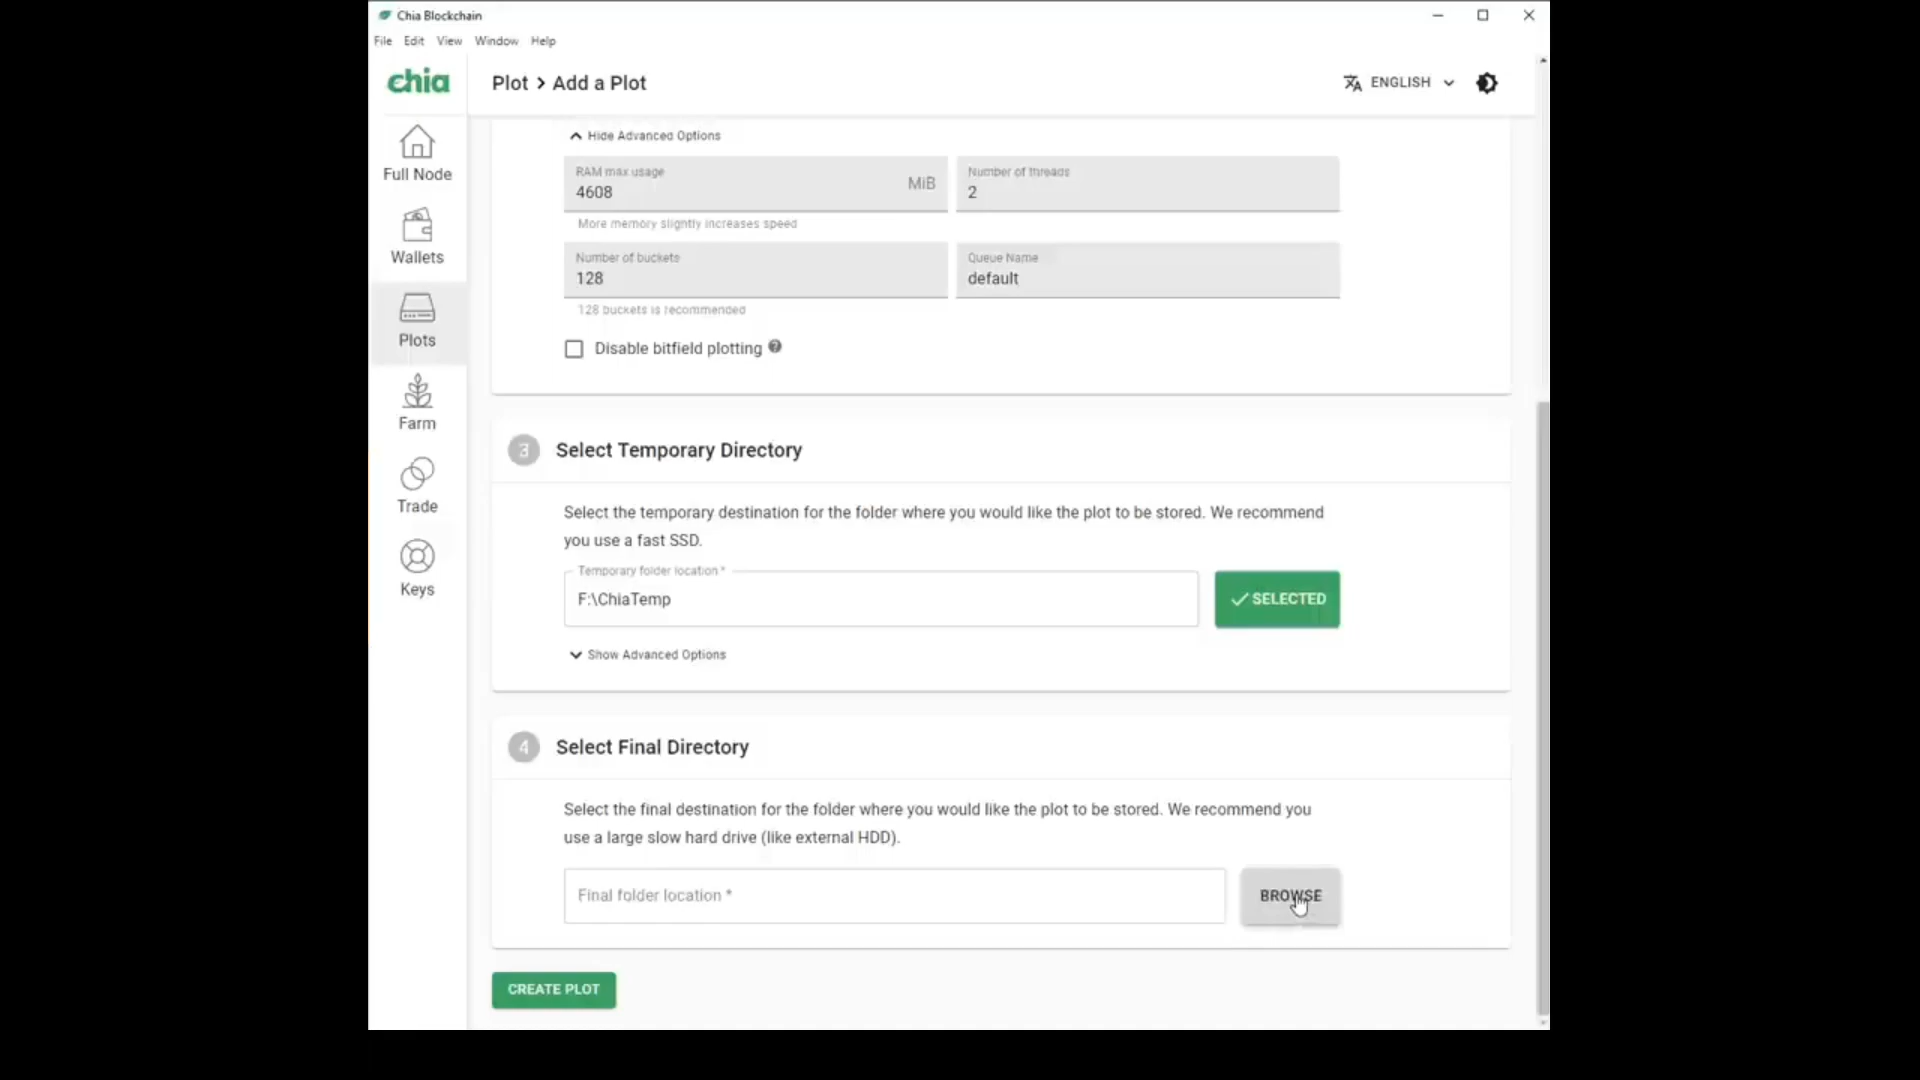 Chia Blockchain
File Edit View Window Help
chia
Plot > Add a Plot
ENGLISH
Full Node
Wallets
Plots
Farm
Trade
Keys
Hide Advanced Options
RAM max usage
4608 MiB
More memory slightly increases speed
Number of threads
2
Number of buckets
128
128 buckets is recommended
Queue Name
default
Disable bitfield plotting ?
3 Select Temporary Directory
Select the temporary destination for the folder where you would like the plot to be stored. We recommend
you use a fast SSD.
Temporary folder location *
F:\ChiaTemp
SELECTED
Show Advanced Options
4 Select Final Directory
Select the final destination for the folder where you would like the plot to be stored. We recommend you
use a large slow hard drive (like external HDD).
Final folder location *
BROWSE
CREATE PLOT